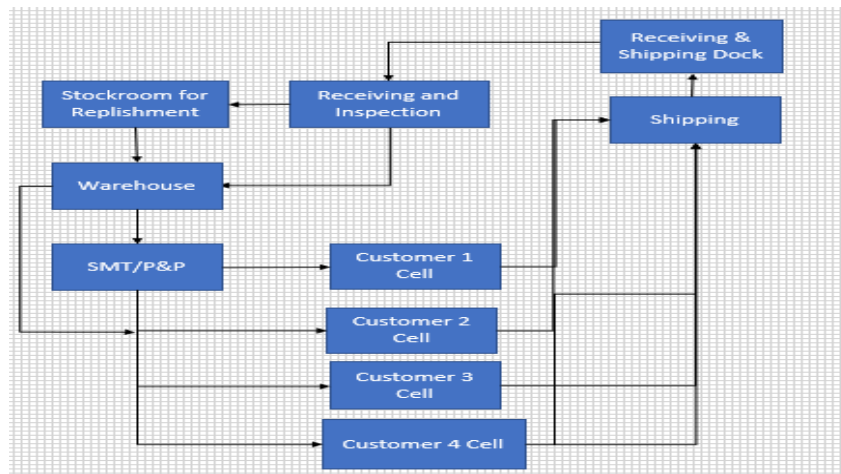 Receiving &
Shipping Dock
Stockroom for
Replishment
Receiving and
Inspection
Shipping
Warehouse
SMT/P&P
Customer 1
Cell
Customer 2
Cell
Customer 3
Cell
Customer 4 Cell